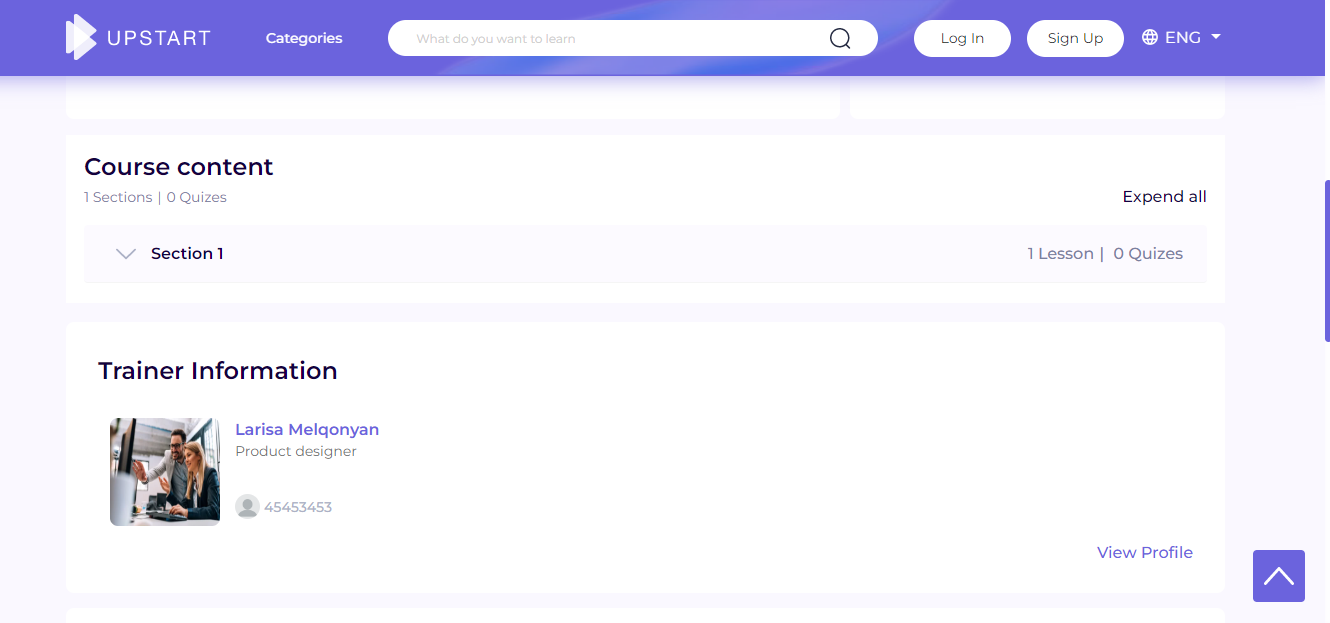 UPSTART
Categories
What do you want to learn
Log In
Sign Up
ENG
Course content
1 Sections | 0 Quizes
Expend all
Section 1
1 Lesson | 0 Quizes
Trainer Information
Larisa Melqonyan
Product designer
45453453
View Profile